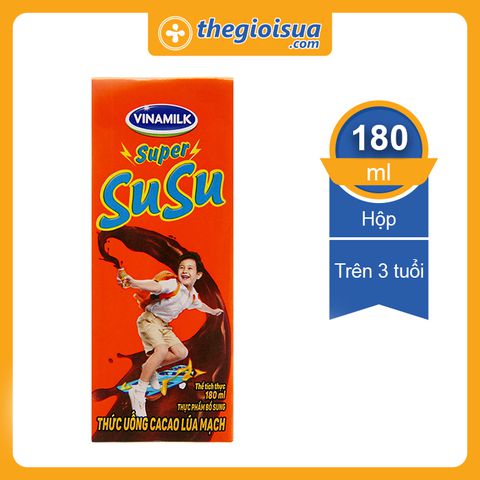 thegioisua
.com
VINAMILK
Super
SuSu
Thể tích thực
180 ml
THỰC PHẨM BỔ SUNG
THỨC UỐNG CACAO LÚA MẠCH
180
ml
Hộp
Trên 3 tuổi